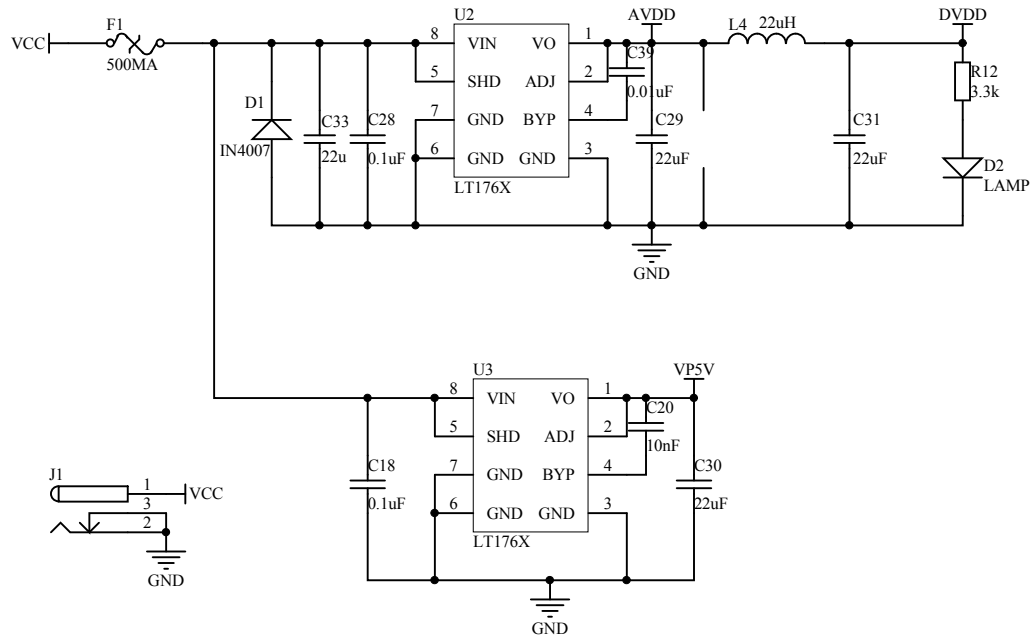 U2
AVDD
L4
22uH
DVDD
F1
VCC
500MA
8
VIN
VO
1
C39
5
SHD
ADJ
2
0.01uF
R12
3.3k
D1
IN4007
C33
22u
C28
0.1uF
7
GND
BYP
4
C29
22uF
C31
22uF
6
GND
GND
3
D2
LAMP
LT176X
GND
U3
VP5V
8
VIN
VO
1
C20
5
SHD
ADJ
2
10nF
C18
0.1uF
7
GND
BYP
4
C30
22uF
6
GND
GND
3
LT176X
GND
J1
1
VCC
3
2
GND